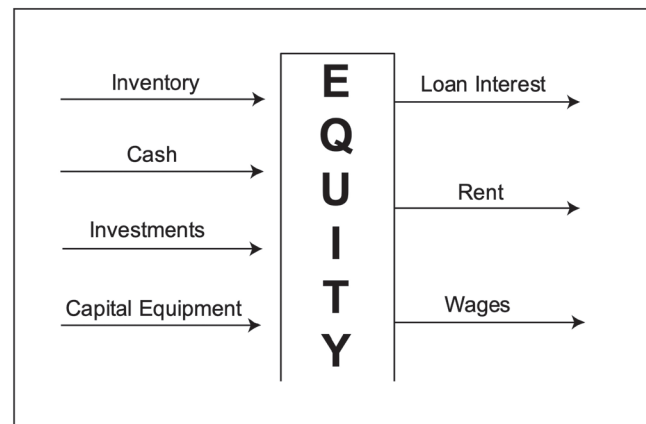 Inventory
Cash
Investments
Capital Equipment
E
Q
U
I
T
Y
Loan Interest
Rent
Wages